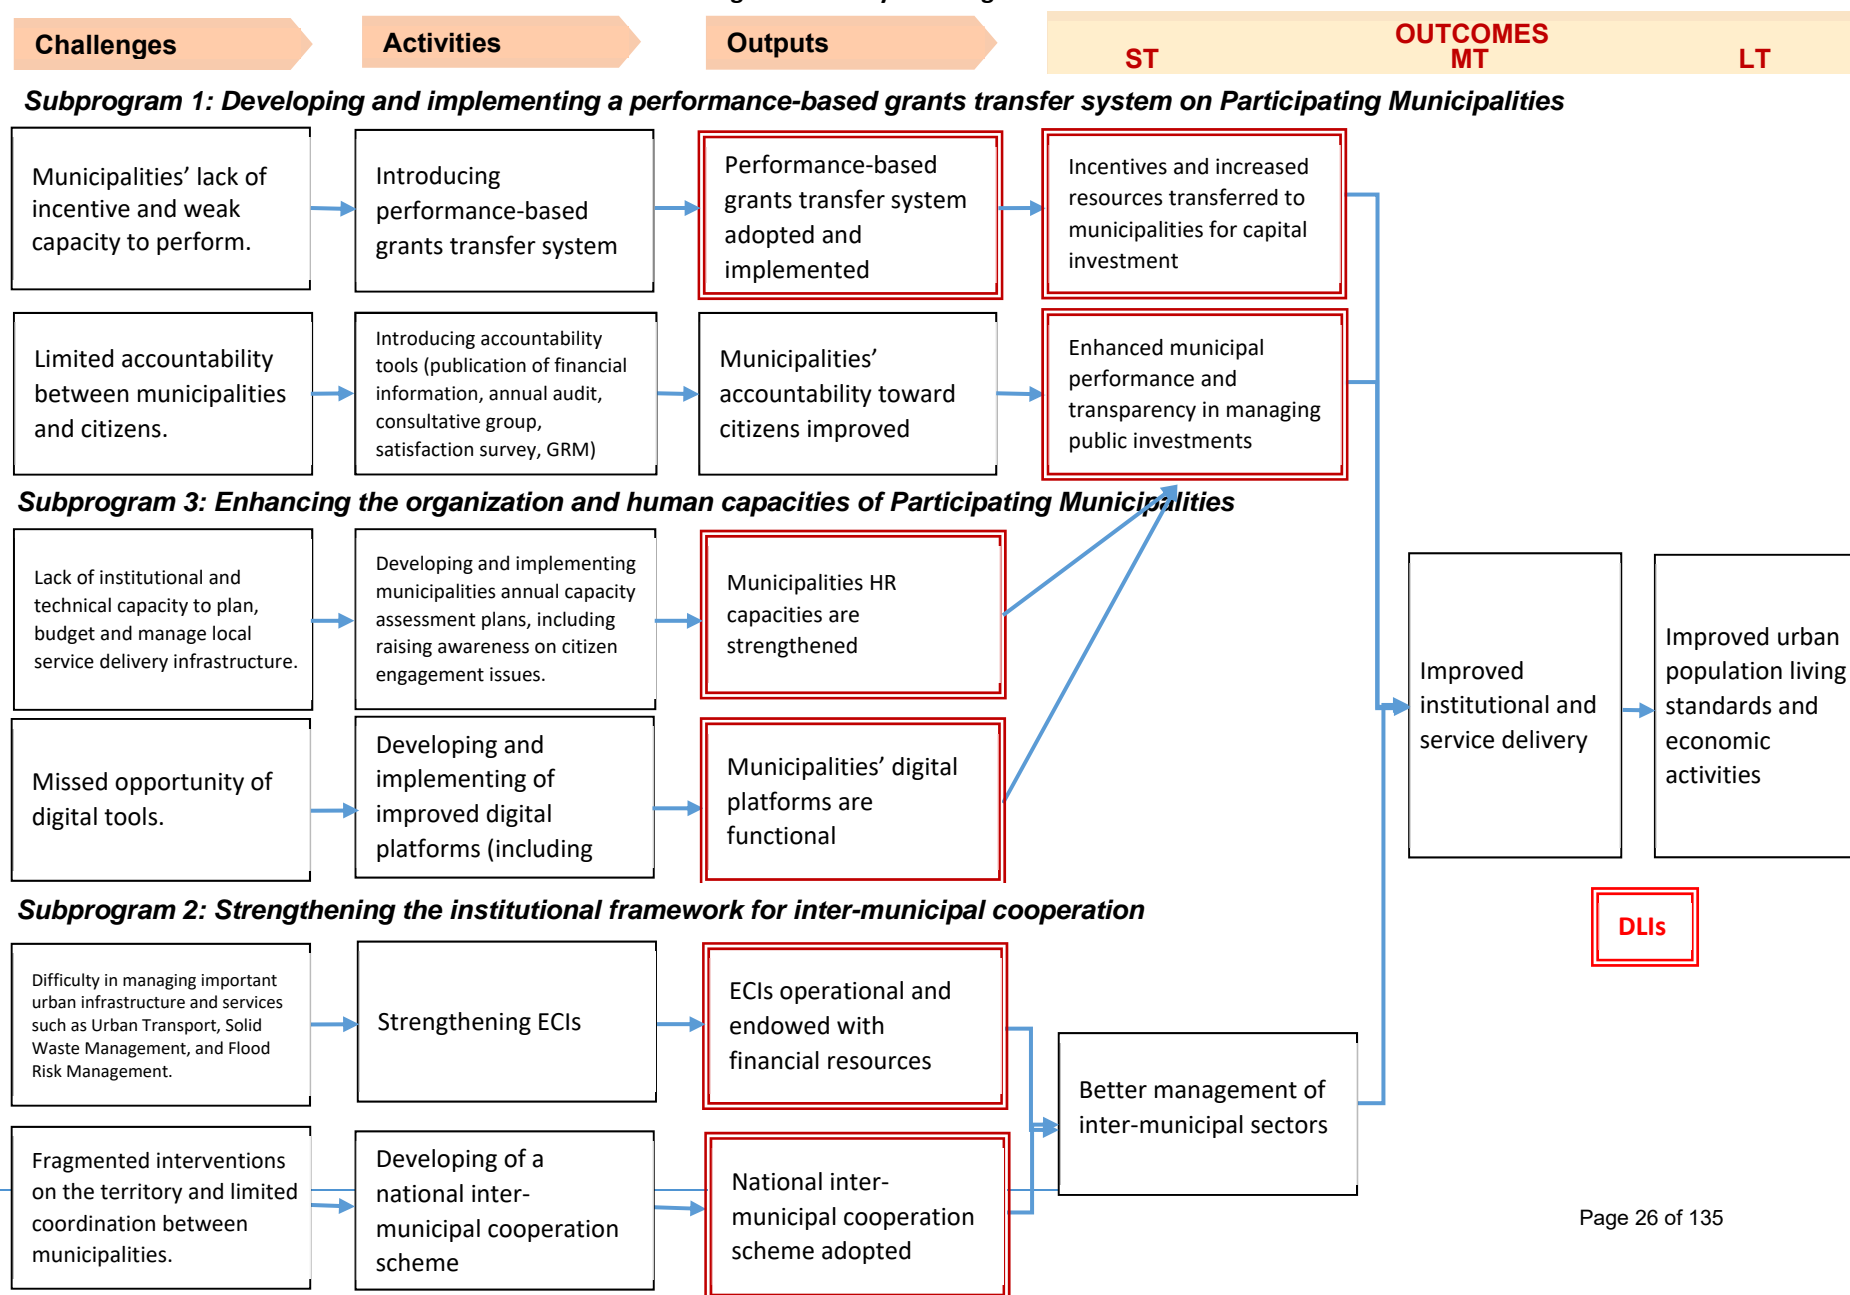 Challenges
Activities
Outputs
OUTCOMES
ST
MT
LT
Subprogram 1: Developing and implementing a performance-based grants transfer system on Participating Municipalities
Municipalities’ lack of
incentive and weak
capacity to perform.
Introducing
performance-based
grants transfer system
Performance-based
grants transfer system
adopted and
implemented
Incentives and increased
resources transferred to
municipalities for capital
investment
Limited accountability
between municipalities
and citizens.
Introducing accountability
tools (publication of financial
information, annual audit,
consultative group,
satisfaction survey, GRM)
Municipalities’
accountability toward
citizens improved
Enhanced municipal
performance and
transparency in managing
public investments
Subprogram 3: Enhancing the organization and human capacities of Participating Municipalities
Lack of institutional and
technical capacity to plan,
budget and manage local
service delivery infrastructure.
Developing and implementing
municipalities annual capacity
assessment plans, including
raising awareness on citizen
engagement issues.
Municipalities HR
capacities are
strengthened
Missed opportunity of
digital tools.
Developing and
implementing of
improved digital
platforms (including
Municipalities’ digital
platforms are
functional
Improved
institutional and
service delivery
Improved urban
population living
standards and
economic
activities
Subprogram 2: Strengthening the institutional framework for inter-municipal cooperation
DLIs
Difficulty in managing important
urban infrastructure and services
such as Urban Transport, Solid
Waste Management, and Flood
Risk Management.
Strengthening ECIs
ECIs operational and
endowed with
financial resources
Better management of
inter-municipal sectors
Fragmented interventions
on the territory and limited
coordination between
municipalities.
Developing of a
national inter-
municipal cooperation
scheme
National inter-
municipal cooperation
scheme adopted
Page 26 of 135